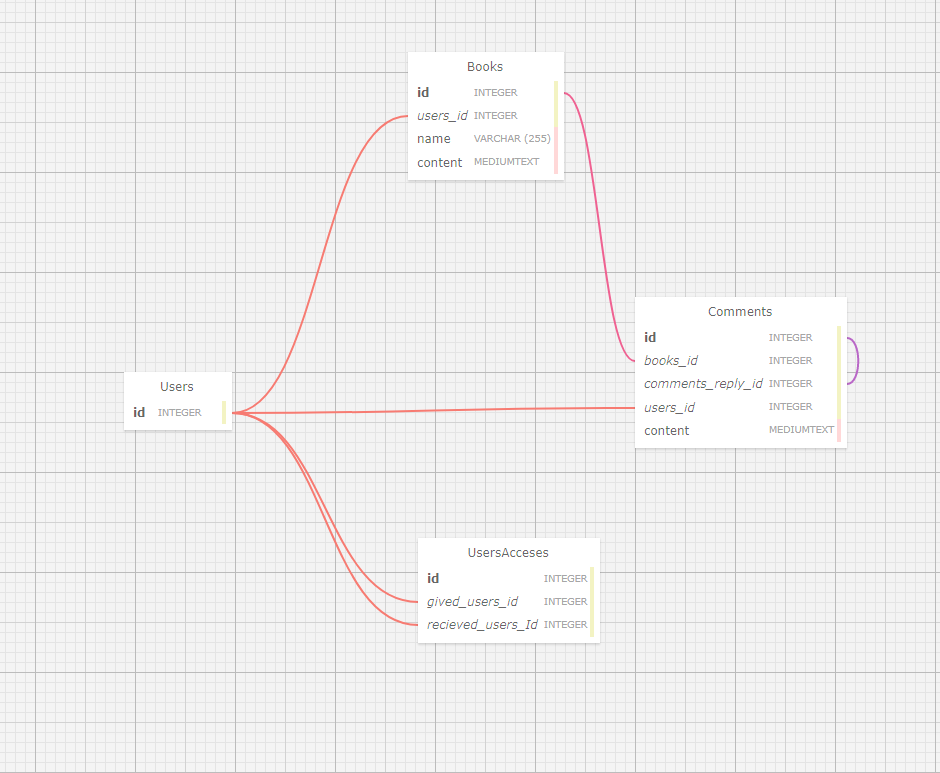 Books
id INTEGER
users_id INTEGER
name VARCHAR (255)
content MEDIUMTEXT
Comments
id INTEGER
books_id INTEGER
comments_reply_id INTEGER
users_id INTEGER
content MEDIUMTEXT
Users
id INTEGER
UsersAcceses
id INTEGER
gived_users_id INTEGER
recieved_users_Id INTEGER